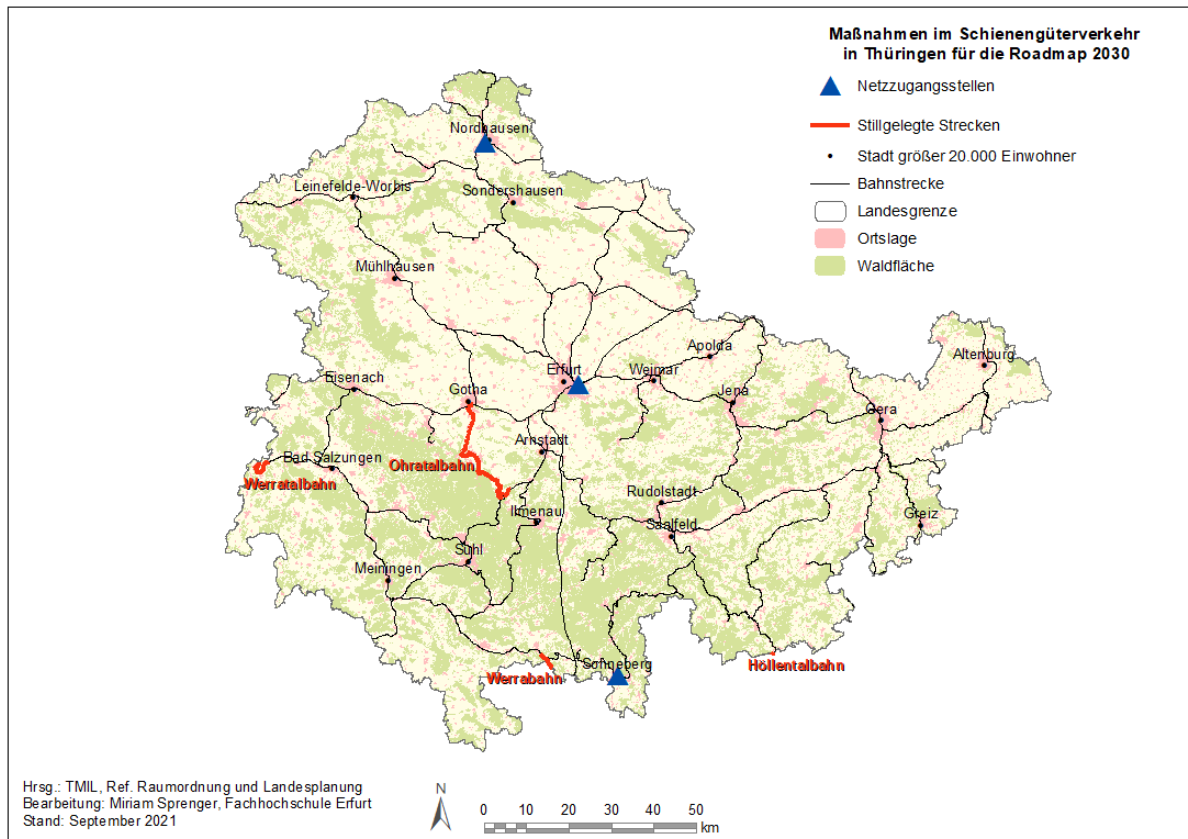 Maßnahmen im Schienengüterverkehr
in Thüringen für die Roadmap 2030
Netzzugangsstellen
Stillgelegte Strecken
Stadt größer 20.000 Einwohner
Bahnstrecke
Landesgrenze
Ortslage
Waldfläche
Nordhausen
Leinefelde-Worbis
Sondershausen
Mühlhausen
Apolda
Altenburg
Eisenach
Gotha
Erfurt
Weimar
Jena
Gera
Arnstadt
Bad Salzungen
Ohratalbahn
Werratalbahn
Rudolstadt
Ilmenau
Saalfeld
Greiz
Suhl
Meiningen
Sonneberg
Werrabahn
Höllentalbahn
Hrsg.: TMIL, Ref. Raumordnung und Landesplanung
Bearbeitung: Miriam Sprenger, Fachhochschule Erfurt
Stand: September 2021
N
0 10 20 30 40 50
km